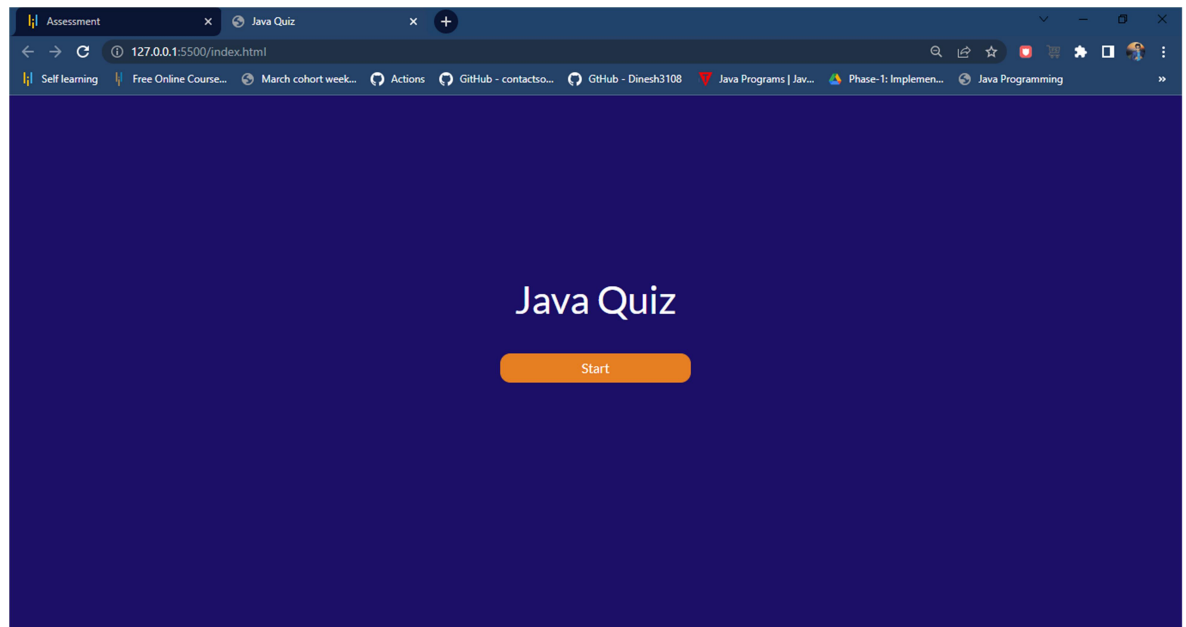 Assessment
Java Quiz
127.0.0.1:5500/index.html
Self learning Free Online Course... March cohort week... Actions GitHub - contactso... GtHub - Dinesh3108 Java Programs | Jav... Phase-1: Implemen... Java Programming »
Java Quiz
Start